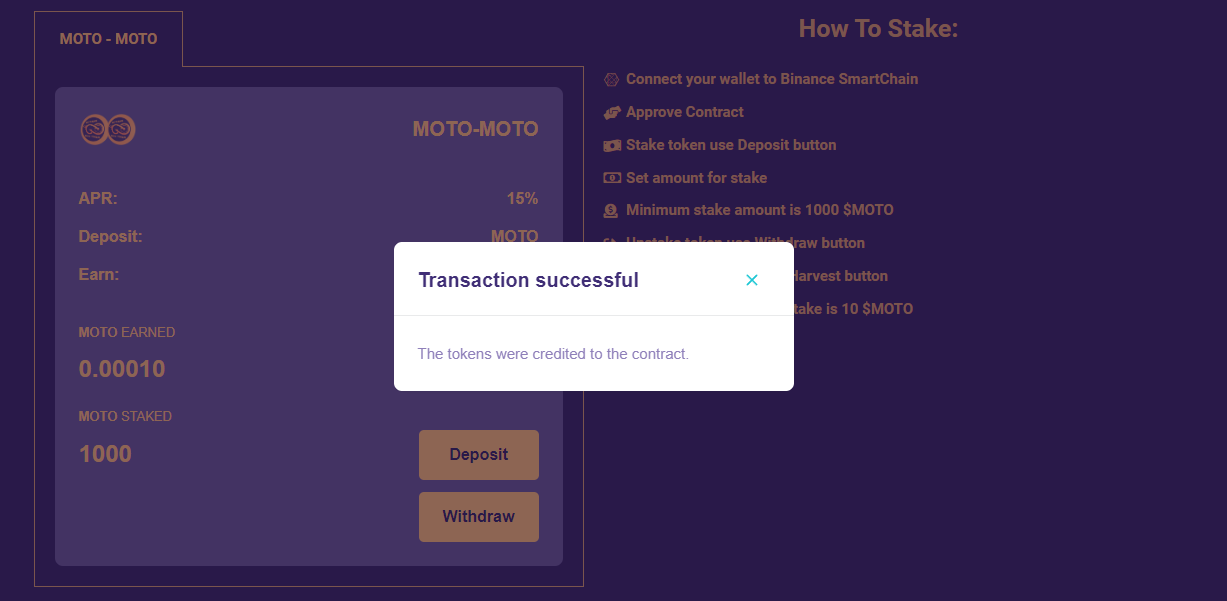 MOTO - MOTO
MOTO-MOTO
APR: 15%
Deposit: MOTO
Earn:
MOTO EARNED
0.00010
MOTO STAKED
1000
Deposit
Withdraw
How To Stake:
Connect your wallet to Binance SmartChain
Approve Contract
Stake token use Deposit button
Set amount for stake
Minimum stake amount is 1000 $MOTO
Unstake token use Withdraw button
Harvest button
take is 10 $MOTO
Transaction successful
The tokens were credited to the contract.